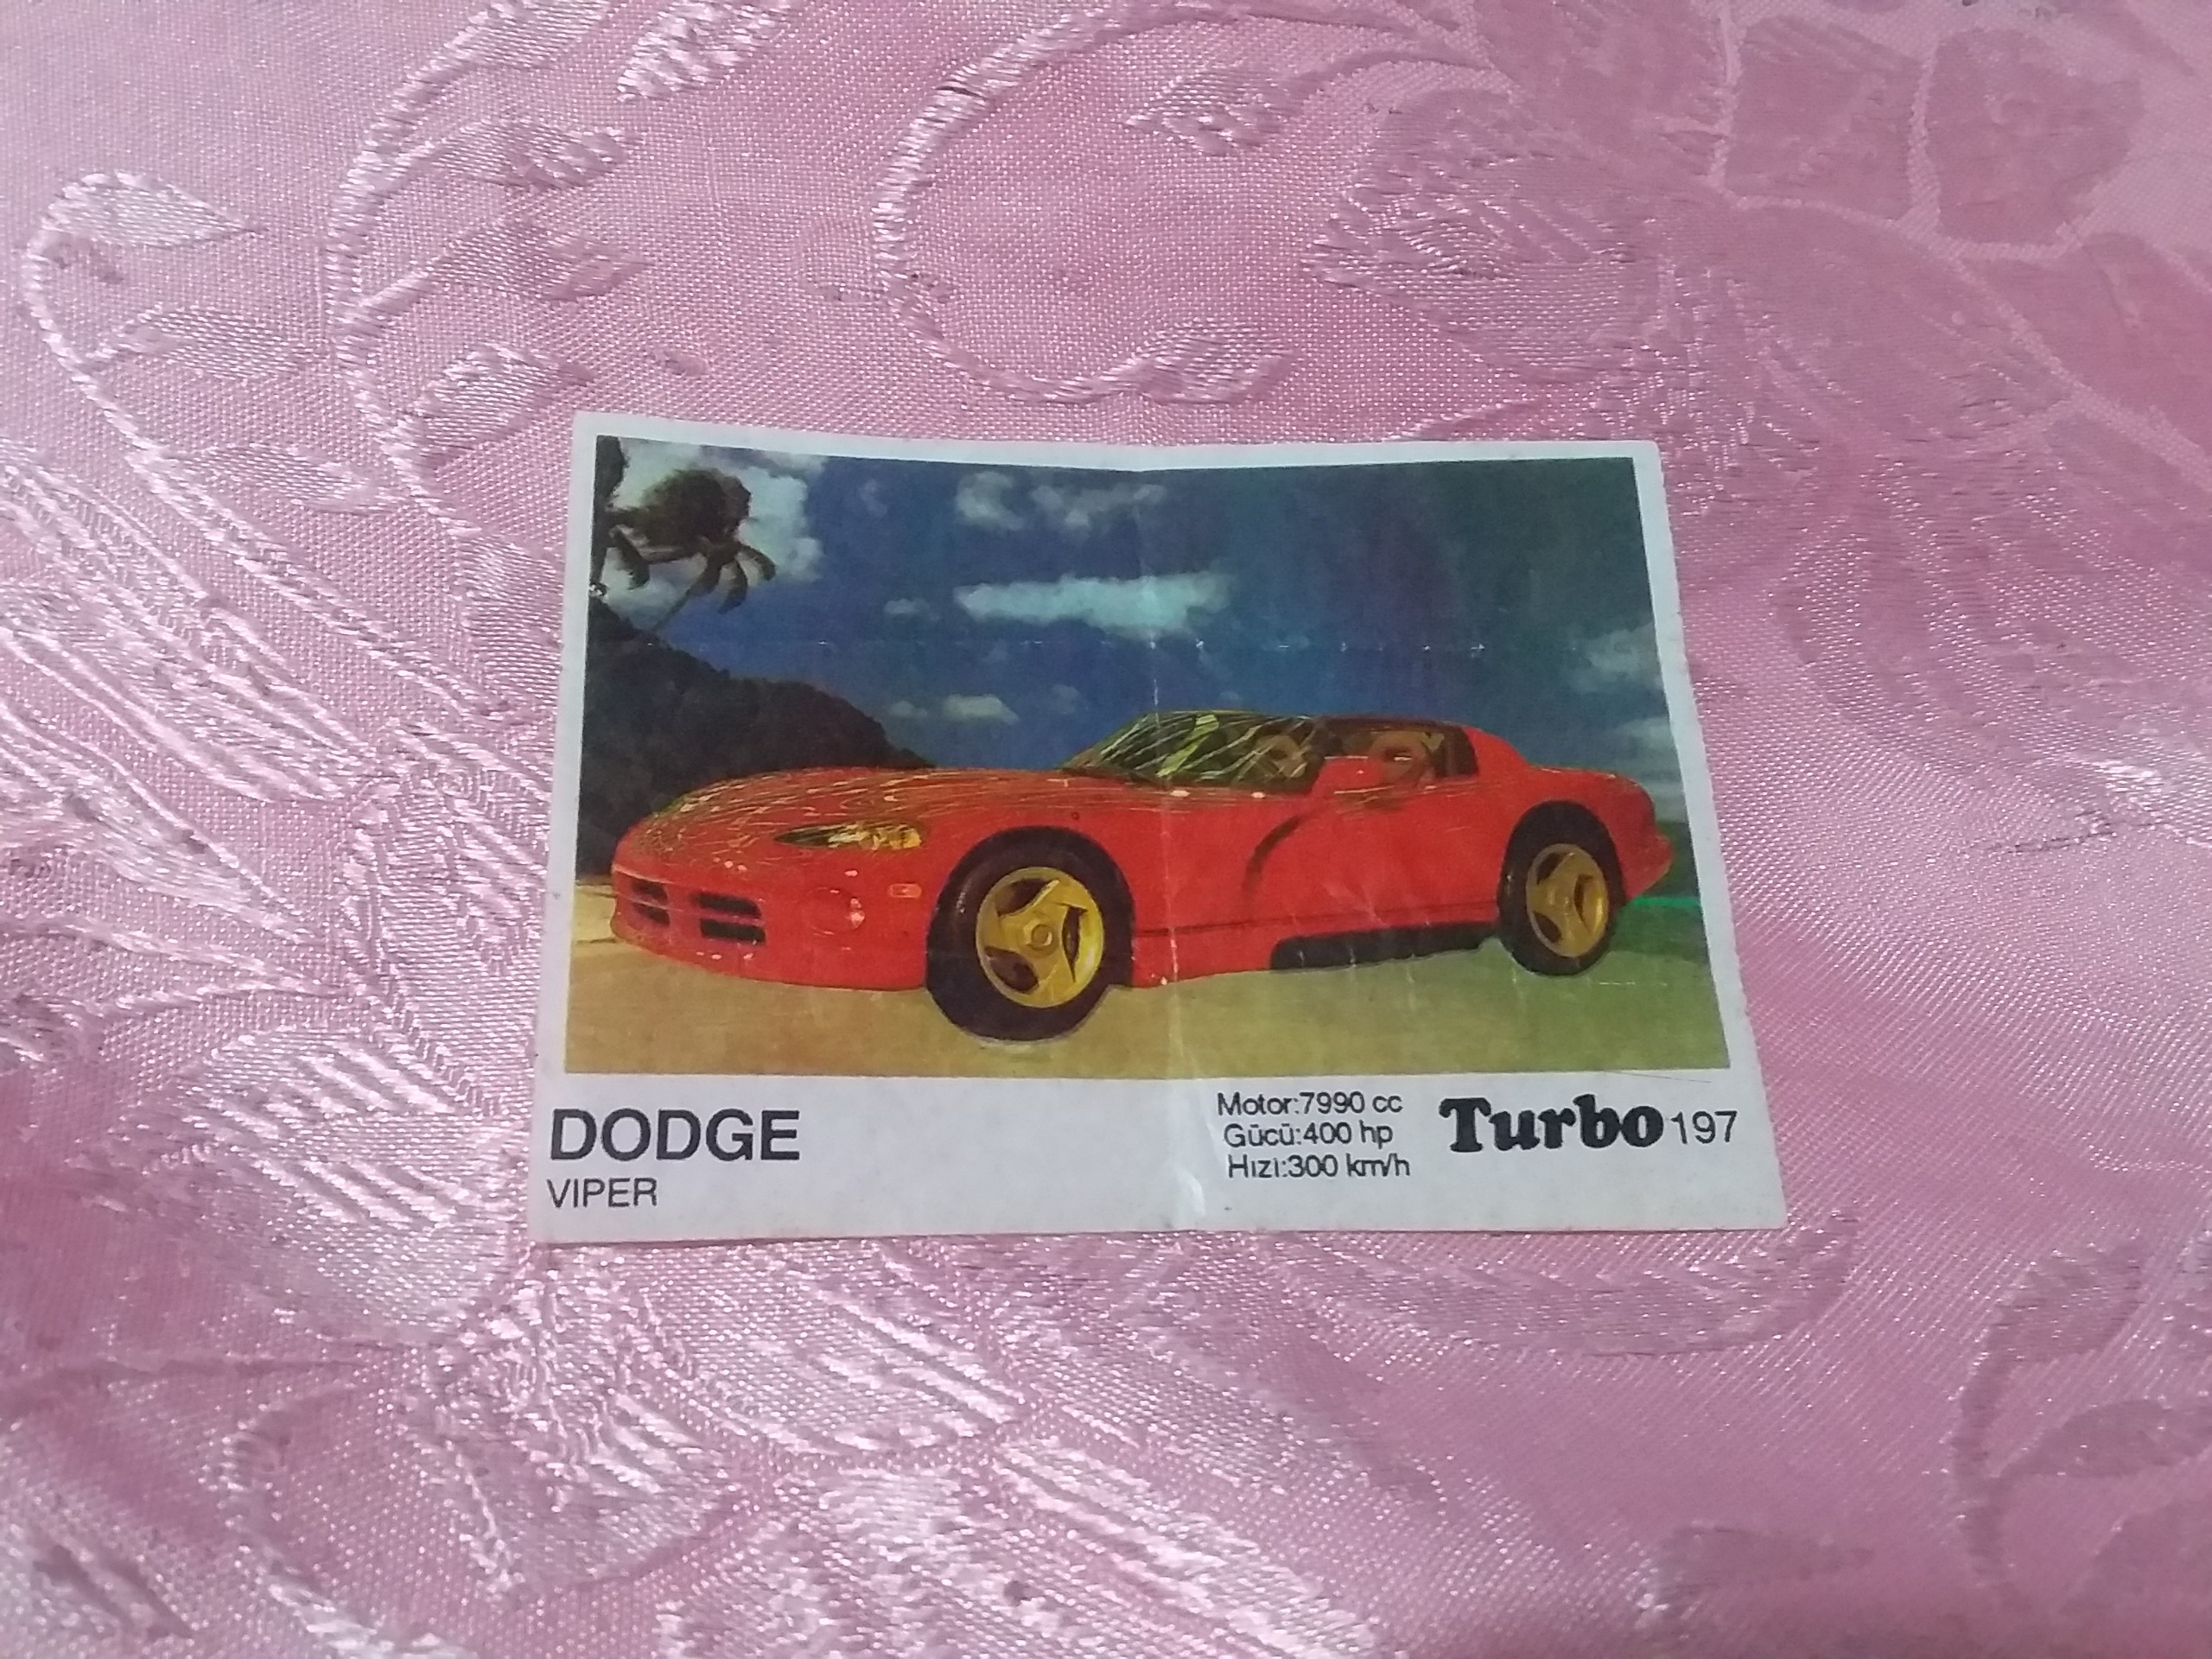 DODGE
VIPER
Motor:7990 cc
Gücü:400 hp
Hızı:300 km/h
Turbo 197